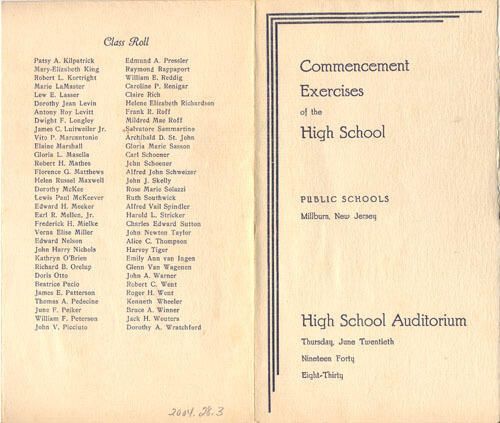 Class Roll
Patsy A. Kilpatrick
Mary-Elizabeth King
Robert L. Kortright
Marie LaMaster
Lew E. Lasser
Dorothy Jean Levin
Antony Roy Levitt
Dwight F. Longley
James C. Luitweiler Jr.
Vito P. Marcantonio
Elaine Marshall
Gloria L. Masella
Robert H. Mathes
Florence G. Matthews
Helen Russel Maxwell
Dorothy McKee
Lewis Paul McKeever
Edward H. Meeker
Earl R. Mellen, Jr.
Frederick H. Mielke
Verna Elise Miller
Edward Nelson
John Harry Nichols
Kathryn O'Brien
Richard B. Orelup
Doris Otto
Beatrice Pacio
James E. Patterson
Thomas A. Pedecine
June F. Peiker
William F. Peterson
John V. Picciuto
Edmund A. Pressler
Raymond Rappaport
William E. Reddig
Caroline P. Renigar
Claire Rich
Helene Elizabeth Richardson
Frank R. Roff
Mildred Mae Roff
Salvatore Sammartino
Archibald D. St. John
Gloria Marie Sasson
Carl Schoener
John Schoener
Alfred John Schweizer
John J. Skelly
Rose Marie Solazzi
Ruth Southwick
Alfred Vail Spindler
Harold L. Stricker
Charles Edward Sutton
John Newton Taylor
Alice C. Thompson
Harvey Tiger
Emily Ann van Ingen
Glenn Van Wagenen
John A. Warner
Robert C. Went
Roger H. Went
Kenneth Wheeler
Bruce A. Winner
Jack H. Wouters
Dorothy A. Wratchford
2004.28.3
Commencement
Exercises
of the
High School
PUBLIC SCHOOLS
Millburn, New Jersey
High School Auditorium
Thursday, June Twentieth
Nineteen Forty
Eight-Thirty